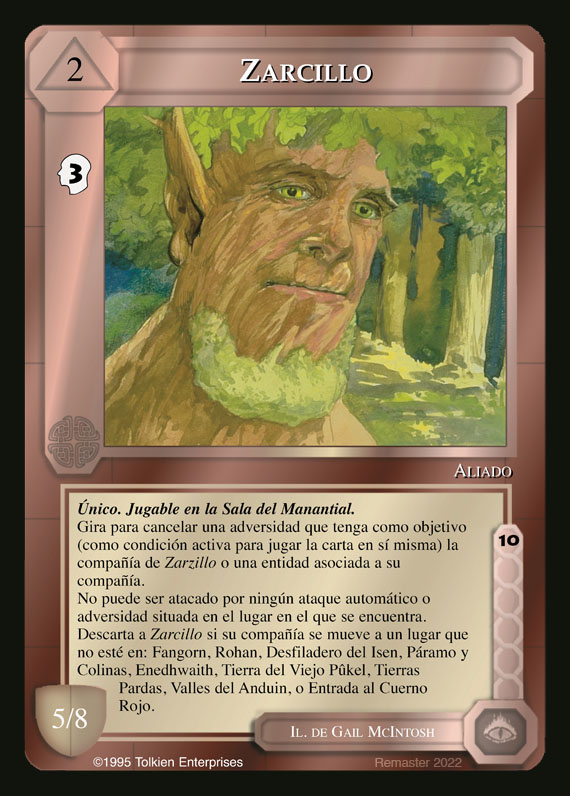 2
Zarcillo
3
Aliado
Único. Jugable en la Sala del Manantial.
Gira para cancelar una adversidad que tenga como objetivo
(como condición activa para jugar la carta en sí misma) la
compañía de Zarzillo o una entidad asociada a su
compañía.
No puede ser atacado por ningún ataque automático o
adversidad situada en el lugar en el que se encuentra.
Descarta a Zarcillo si su compañía se mueve a un lugar que
no esté en: Fangorn, Rohan, Desfiladero del Isen, Páramo y
Colinas, Enedhwaith, Tierra del Viejo Pûkel, Tierras
Pardas, Valles del Anduin, o Entrada al Cuerno
Rojo.
10
5/8
Il. de Gail McIntosh
©1995 Tolkien Enterprises
Remaster 2022